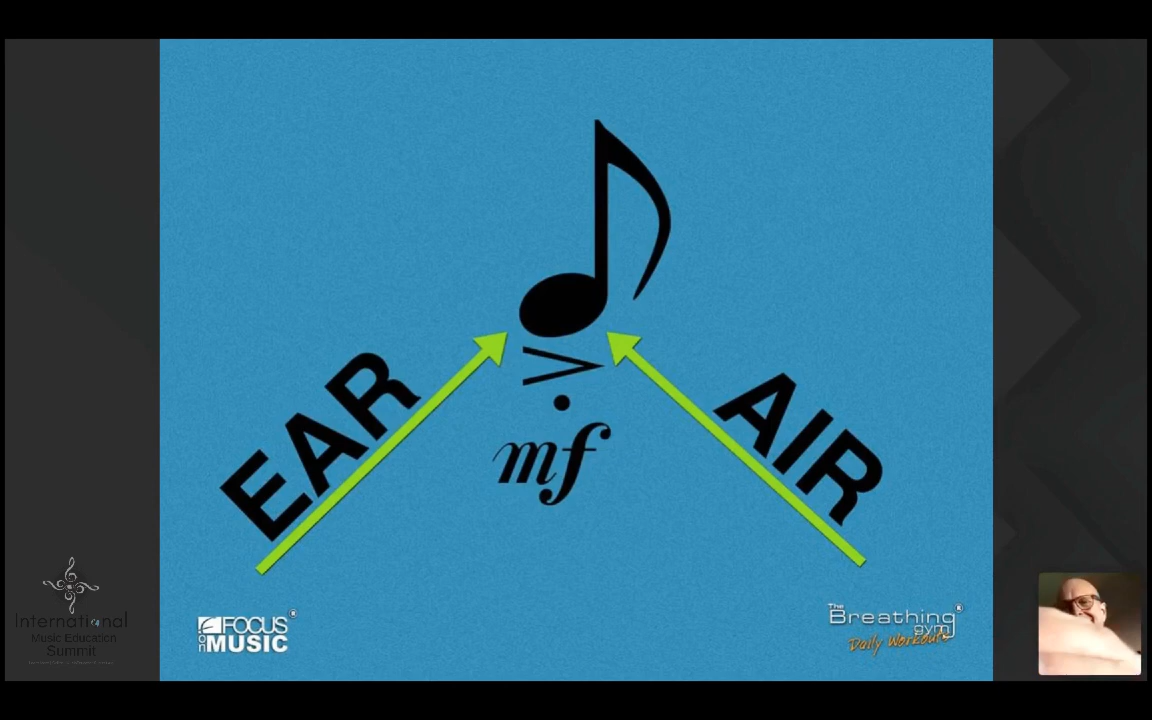 EAR
AIR
mf
International
Music Education
Summit
FOCUS
on MUSIC
The
Breathing
gym
Daily Workouts